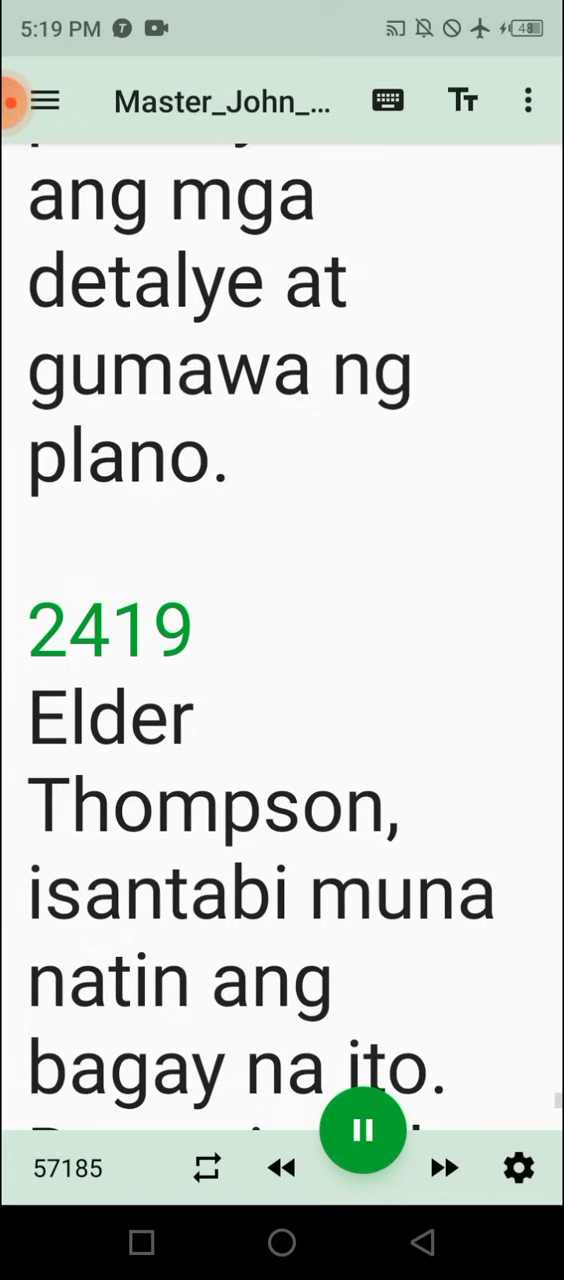 5:19 PM
48
Master_John_...
ang mga
detalye at
gumawa ng
plano.
2419
Elder
Thompson,
isantabi muna
natin ang
bagay na ito.
57185